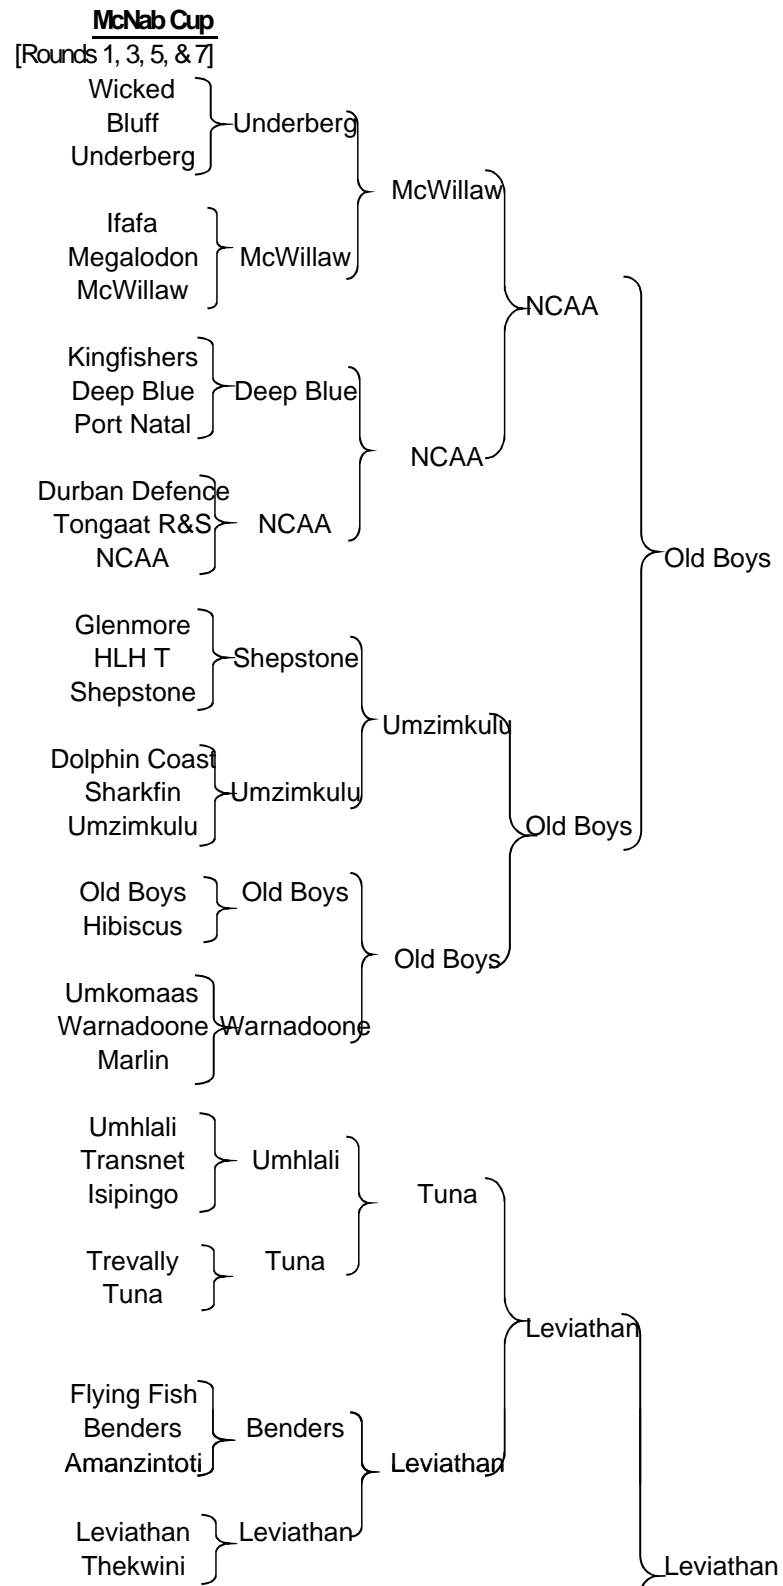 McNab Cup
[Rounds 1, 3, 5, & 7]
Wicked
Bluff
Underberg
Underberg
McWillaw
Ifafa
Megalodon
McWillaw
McWillaw
NCAA
Kingfishers
Deep Blue
Port Natal
Deep Blue
NCAA
Durban Defence
Tongaat R&S
NCAA
NCAA
Old Boys
Glenmore
HLH T
Shepstone
Shepstone
Umzimkulu
Dolphin Coast
Sharkfin
Umzimkulu
Umzimkulu
Old Boys
Old Boys
Hibiscus
Old Boys
Old Boys
Umkomaas
Warnadoone
Marlin
Warnadoone
Umhlali
Transnet
Isipingo
Umhlali
Tuna
Trevally
Tuna
Tuna
Leviathan
Flying Fish
Benders
Amanzintoti
Benders
Leviathan
Leviathan
Thekwini
Leviathan
Leviathan